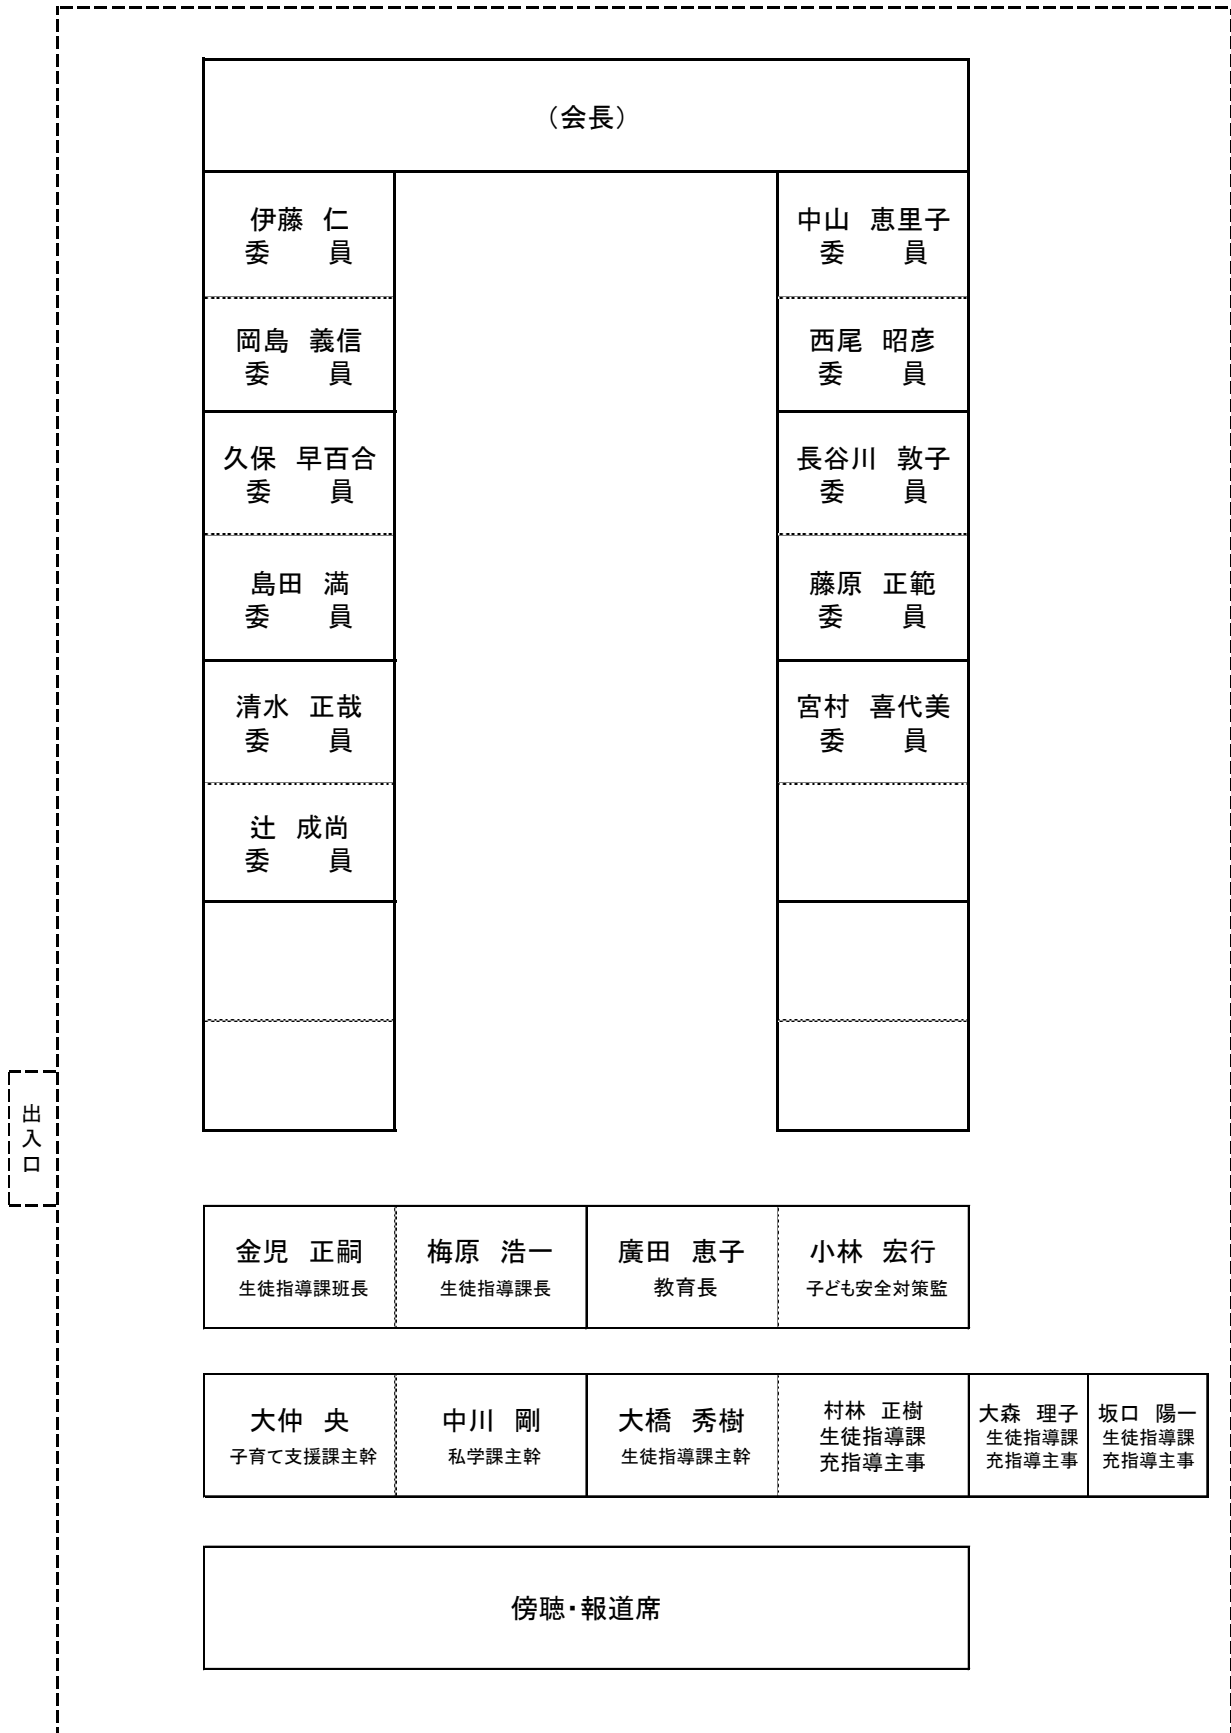 （会長）
伊藤　仁
委　　員
中山　恵里子
委　　員
岡島　義信
委　　員
西尾　昭彦
委　　員
久保　早百合
委　　員
長谷川　敦子
委　　員
島田　満
委　　員
藤原　正範
委　　員
清水　正哉
委　　員
宮村　喜代美
委　　員
辻　成尚
委　　員
出入口
金児　正嗣
生徒指導課班長
梅原　浩一
生徒指導課長
廣田　恵子
教育長
小林　宏行
子ども安全対策監
大仲　央
子育て支援課主幹
中川　剛
私学課主幹
大橋　秀樹
生徒指導課主幹
村林　正樹
生徒指導課
充指導主事
大森　理子
生徒指導課
充指導主事
坂口　陽一
生徒指導課
充指導主事
傍聴・報道席